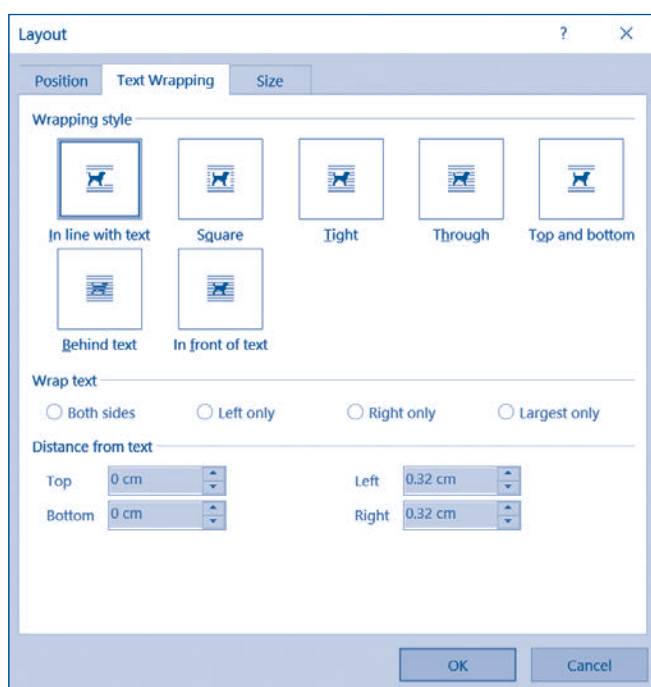 Layout ? ×
Position Text Wrapping Size
Wrapping style
In line with text Square Tight Through Top and bottom
Behind text In front of text
Wrap text
Both sides Left only Right only Largest only
Distance from text
Top 0 cm Left 0.32 cm
Bottom 0 cm Right 0.32 cm
OK Cancel